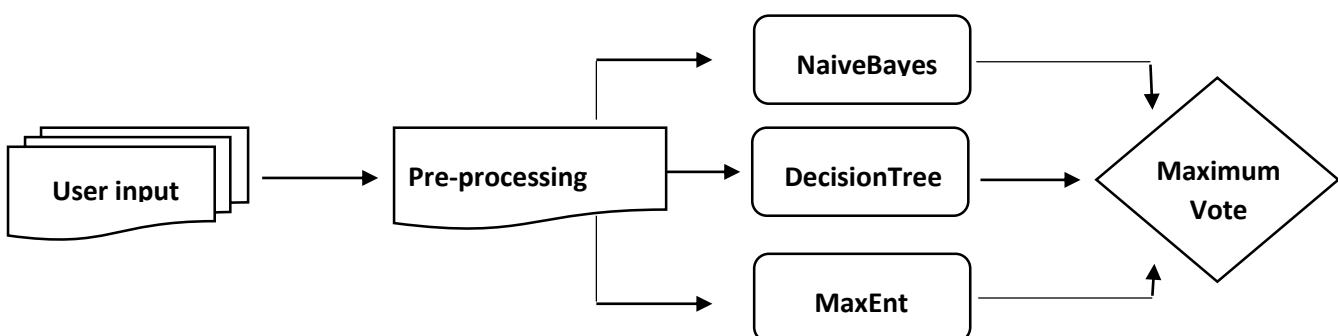 User input
Pre-processing
NaiveBayes
DecisionTree
MaxEnt
Maximum
Vote